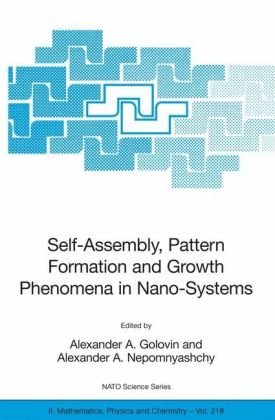 Self-Assembly, Pattern
Formation and Growth
Phenomena in Nano-Systems
Edited by
Alexander A. Golovin and
Alexander A. Nepomnyashchy
NATO Science Series
II. Mathematics, Physics and Chemistry – Vol. 218